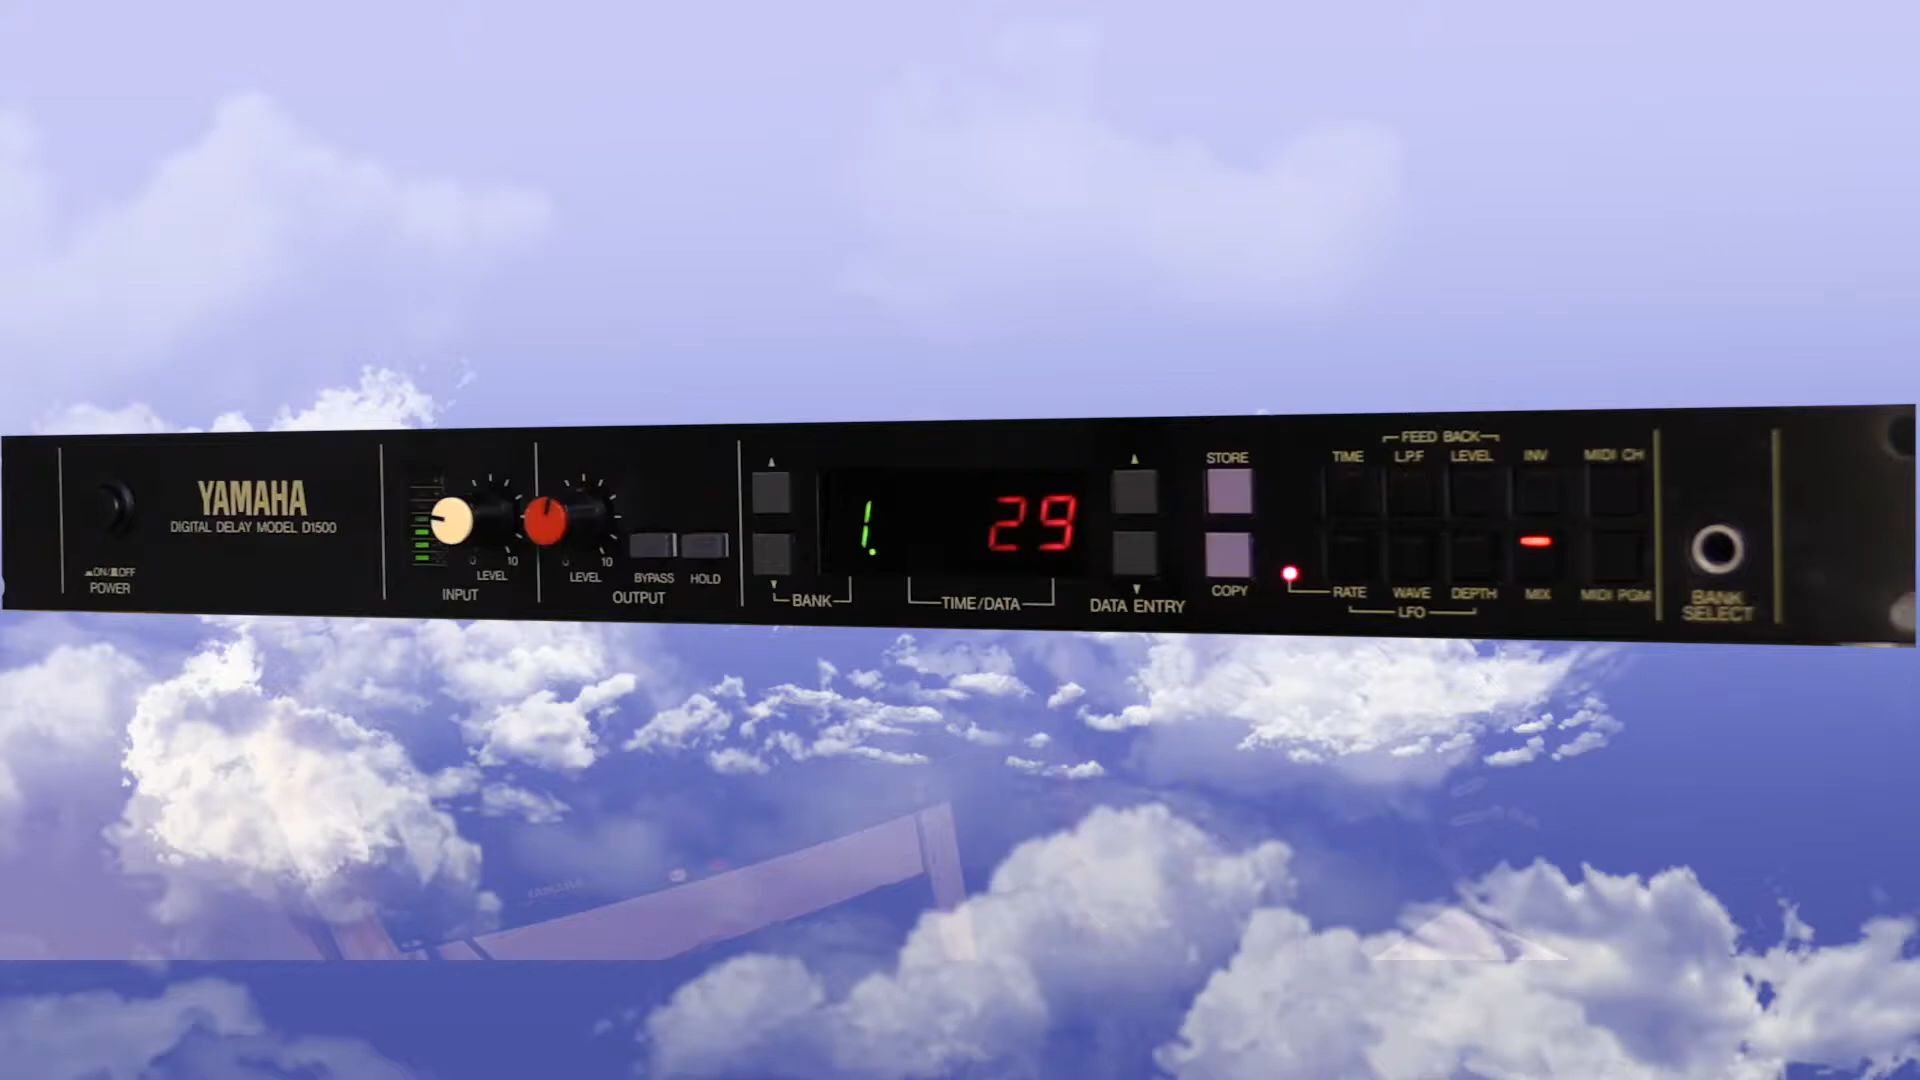 YAMAHA
DIGITAL DELAY MODEL D1500
ON/ OFF
POWER
0 10
LEVEL
INPUT
0 10
LEVEL
BYPASS HOLD
OUTPUT
1. 29
BANK
TIME/DATA
DATA ENTRY
STORE
COPY
FEED BACK
TIME L.P.F LEVEL INV MIDI CH
RATE WAVE DEPTH MIX MIDI PGM
LFO
BANK
SELECT